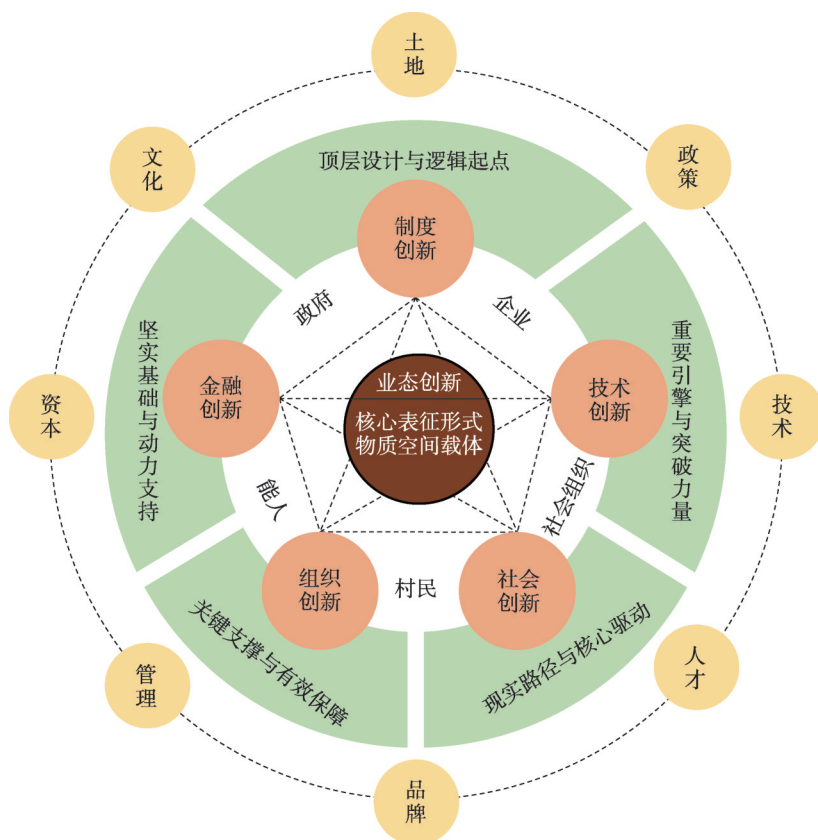 土地
文化
政策
顶层设计与逻辑起点
制度
创新
政府
企业
坚实基础与动力支持
金融
创新
业态创新
核心表征形式
物质空间载体
技术
创新
重要引擎与突破力量
资本
技术
能人
社会组织
组织
创新
村民
社会
创新
关键支撑与有效保障
现实路径与核心驱动
管理
人才
品牌